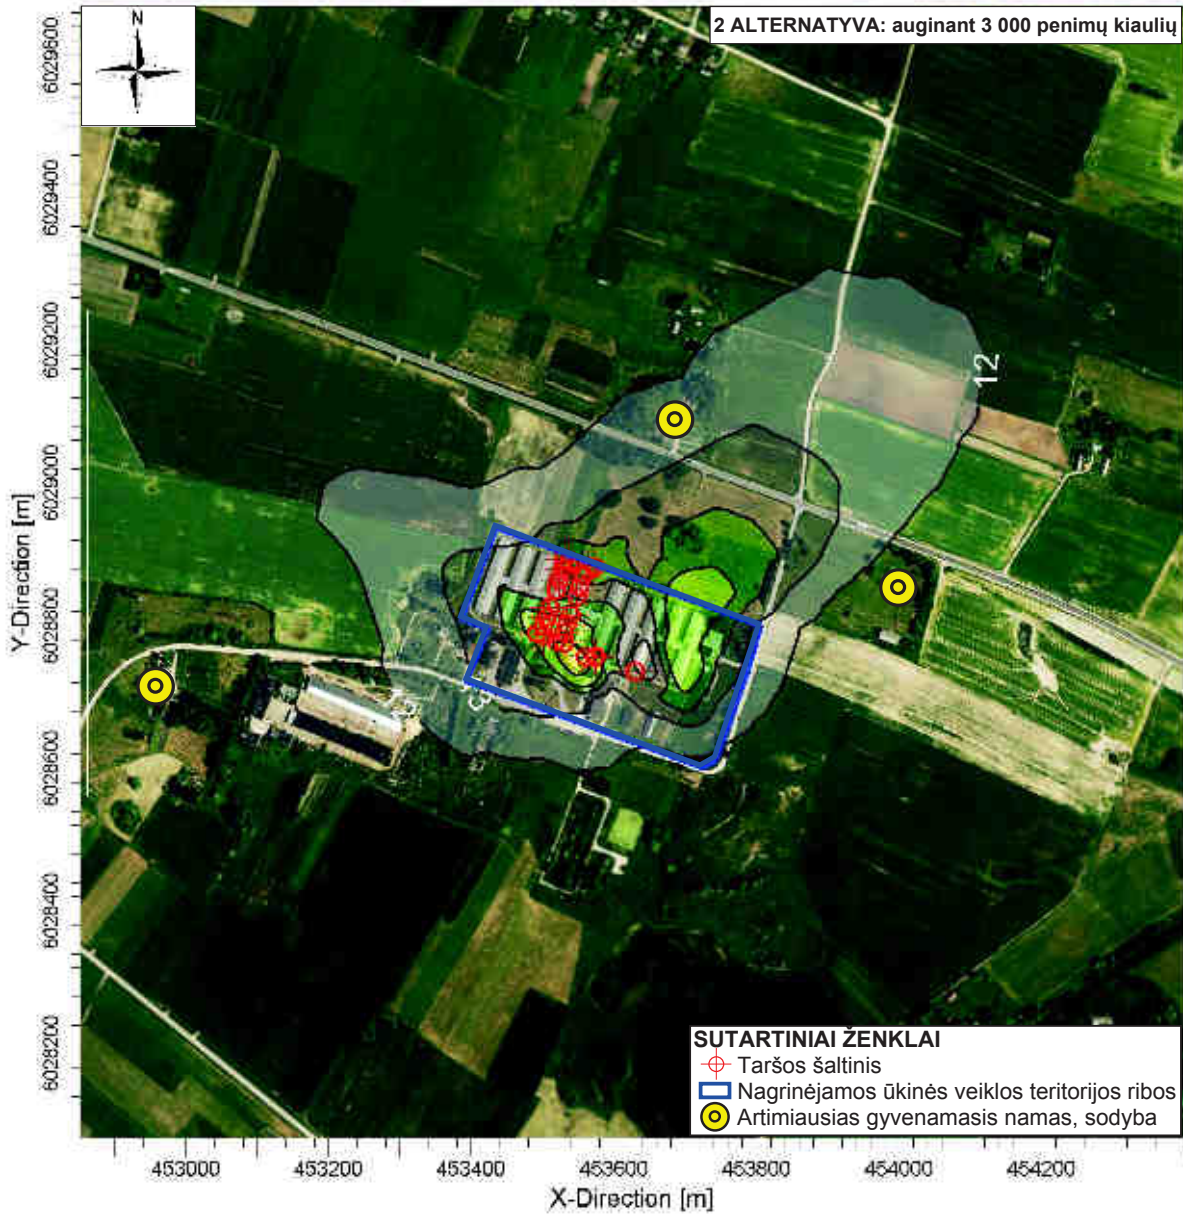 2 ALTERNATYVA: auginant 3 000 penimų kiaulių
N
6029600
6029400
6029200
6029000
6028800
6028600
6028400
6028200
Y-Direction [m]
12
3
SUTARTINIAI ŽENKLAI
Taršos šaltinis
Nagrinėjamos ūkinės veiklos teritorijos ribos
Artimiausias gyvenamasis namas, sodyba
453000
453200
453400
453600
453800
454000
454200
X-Direction [m]